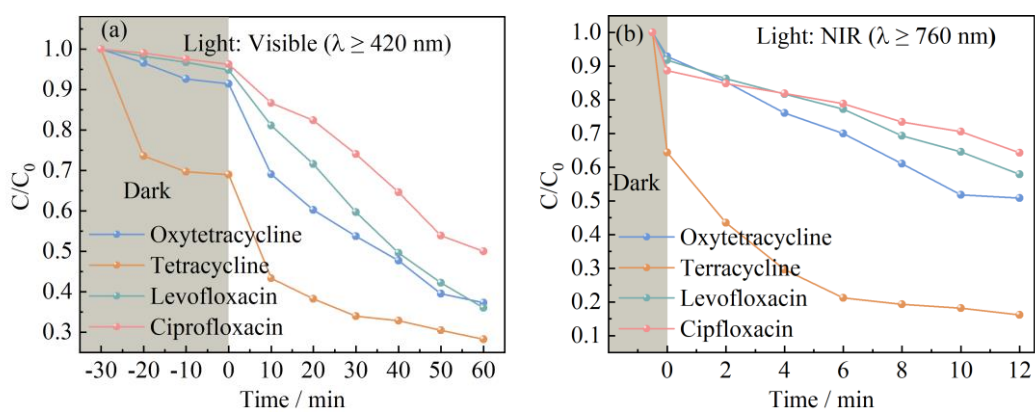 (a)
Light: Visible (λ ≥ 420 nm)
1.0
0.9
0.8
0.7
0.6
0.5
0.4
0.3
C/C0
Dark
Oxytetracycline
Tetracycline
Levofloxacin
Ciprofloxacin
-30 -20 -10 0 10 20 30 40 50 60
Time / min
(b)
Light: NIR (λ ≥ 760 nm)
1.0
0.9
0.8
0.7
0.6
0.5
0.4
0.3
0.2
0.1
C/C0
Dark
Oxytetracycline
Terracycline
Levofloxacin
Cipfloxacin
0 2 4 6 8 10 12
Time / min